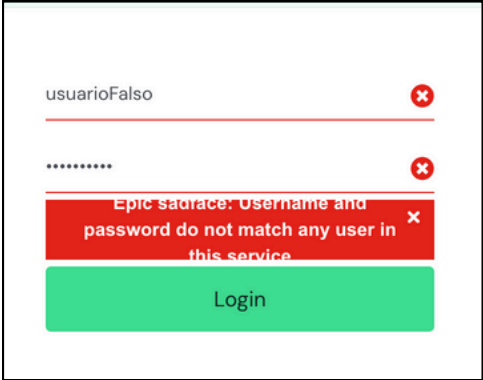 usuarioFalso
••••••••••
Epic sadface: Username and
password do not match any user in
this service
Login